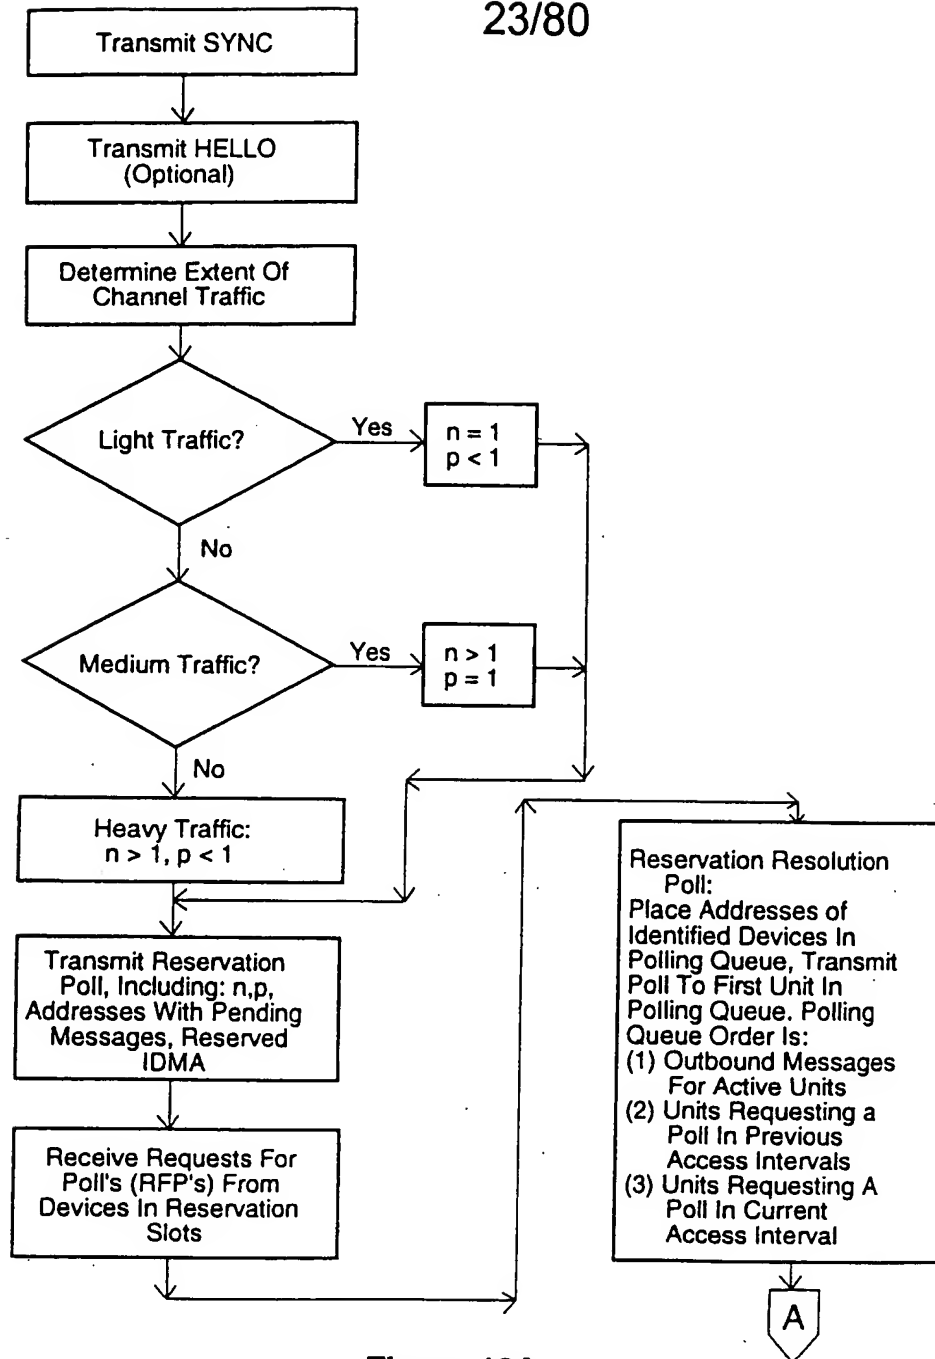 23/80
Transmit SYNC
Transmit HELLO
(Optional)
Determine Extent Of
Channel Traffic
Light Traffic?
Yes
n = 1
p < 1
No
Medium Traffic?
Yes
n > 1
p = 1
No
Heavy Traffic:
n > 1, p < 1
Transmit Reservation
Poll, Including: n,p,
Addresses With Pending
Messages, Reserved
IDMA
Receive Requests For
Poll's (RFP's) From
Devices In Reservation
Slots
Reservation Resolution
Poll:
Place Addresses of
Identified Devices In
Polling Queue, Transmit
Poll To First Unit In
Polling Queue. Polling
Queue Order Is:
(1) Outbound Messages
For Active Units
(2) Units Requesting a
Poll In Previous
Access Intervals
(3) Units Requesting A
Poll In Current
Access Interval
A